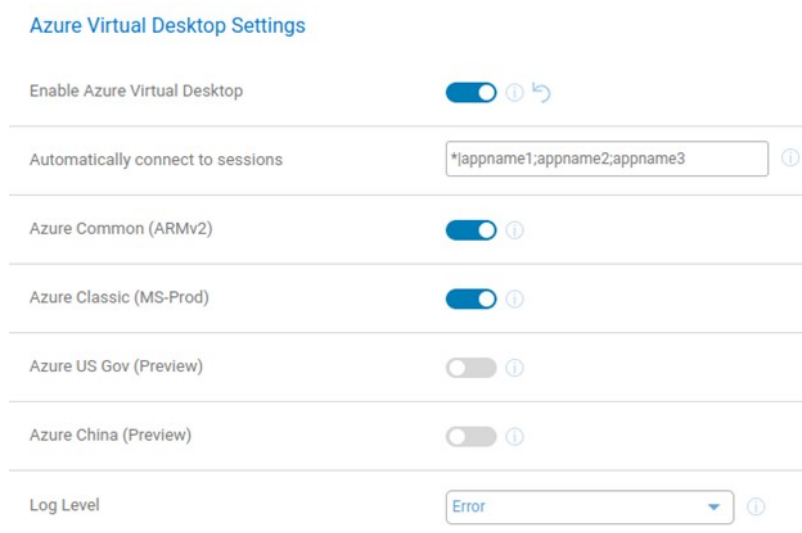 Azure Virtual Desktop Settings
Enable Azure Virtual Desktop
Automatically connect to sessions *|appname1;appname2;appname3
Azure Common (ARMv2)
Azure Classic (MS-Prod)
Azure US Gov (Preview)
Azure China (Preview)
Log Level Error